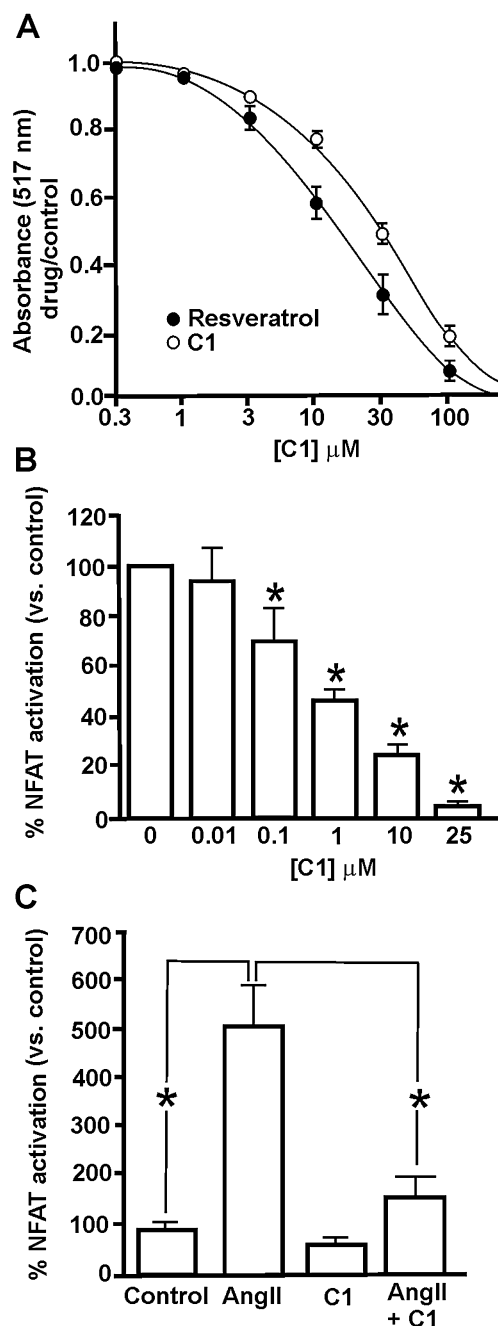 A
Absorbance (517 nm)
drug/control
1.0
0.8
0.6
0.4
0.2
0.0
Resveratrol
C1
0.3 1 3 10 30 100
[C1] μM
B
% NFAT activation (vs. control)
120
100
80
60
40
20
0
* * * *
0 0.01 0.1 1 10 25
[C1] μM
C
% NFAT activation (vs. control)
700
600
500
400
300
200
100
0
* *
Control AngII C1 AngII
+ C1